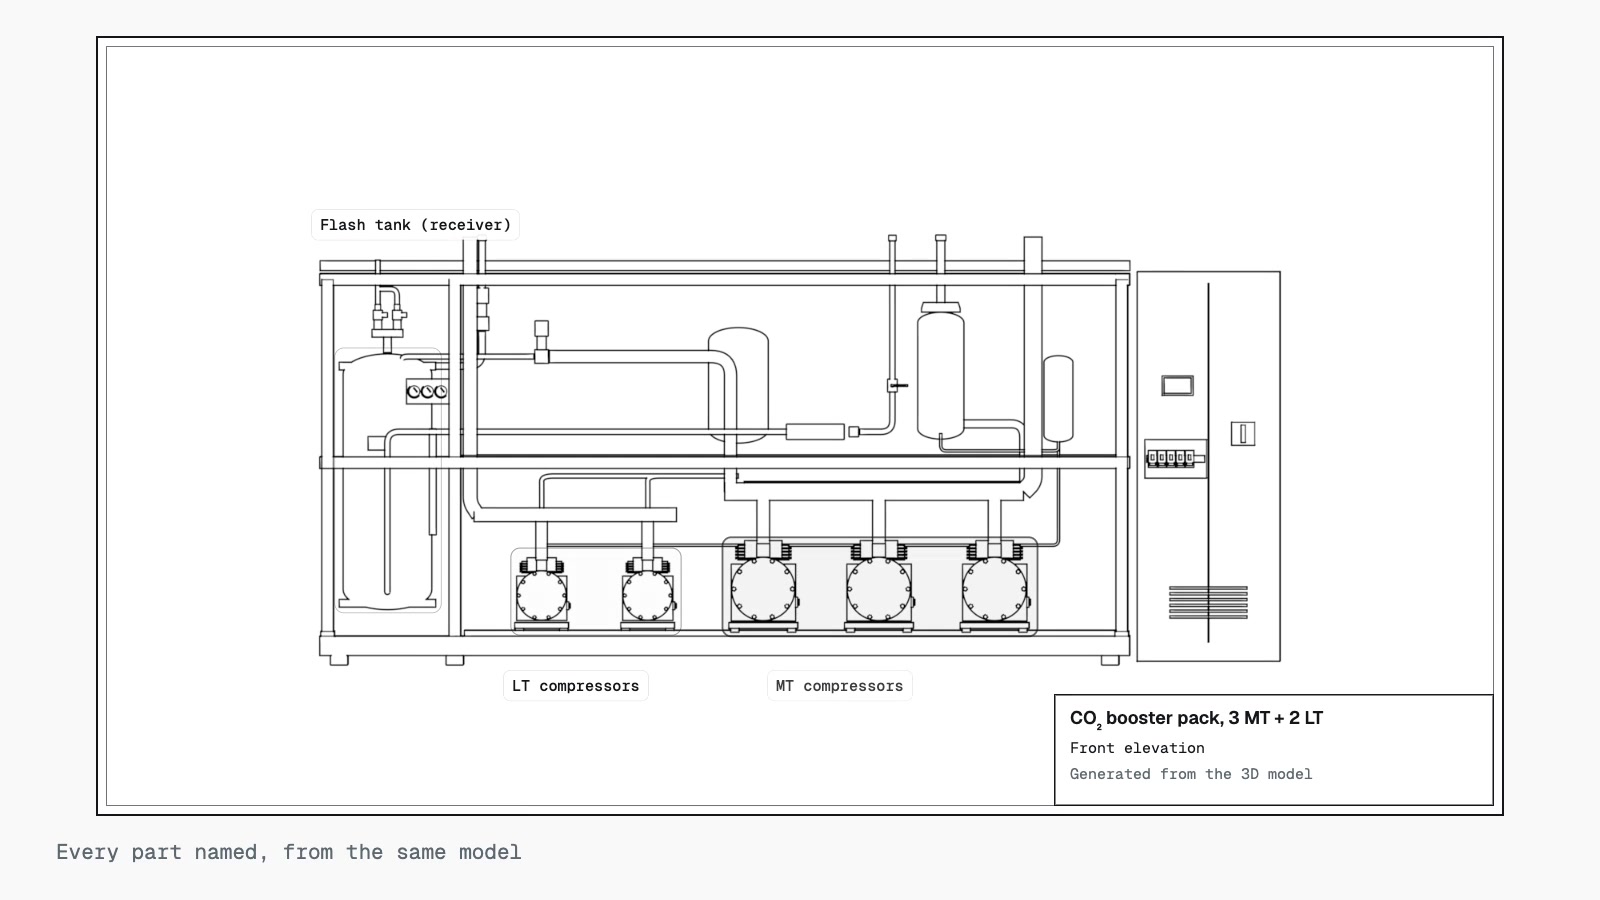 Flash tank (receiver)
LT compressors
MT compressors
CO₂ booster pack, 3 MT + 2 LT
Front elevation
Generated from the 3D model
Every part named, from the same model